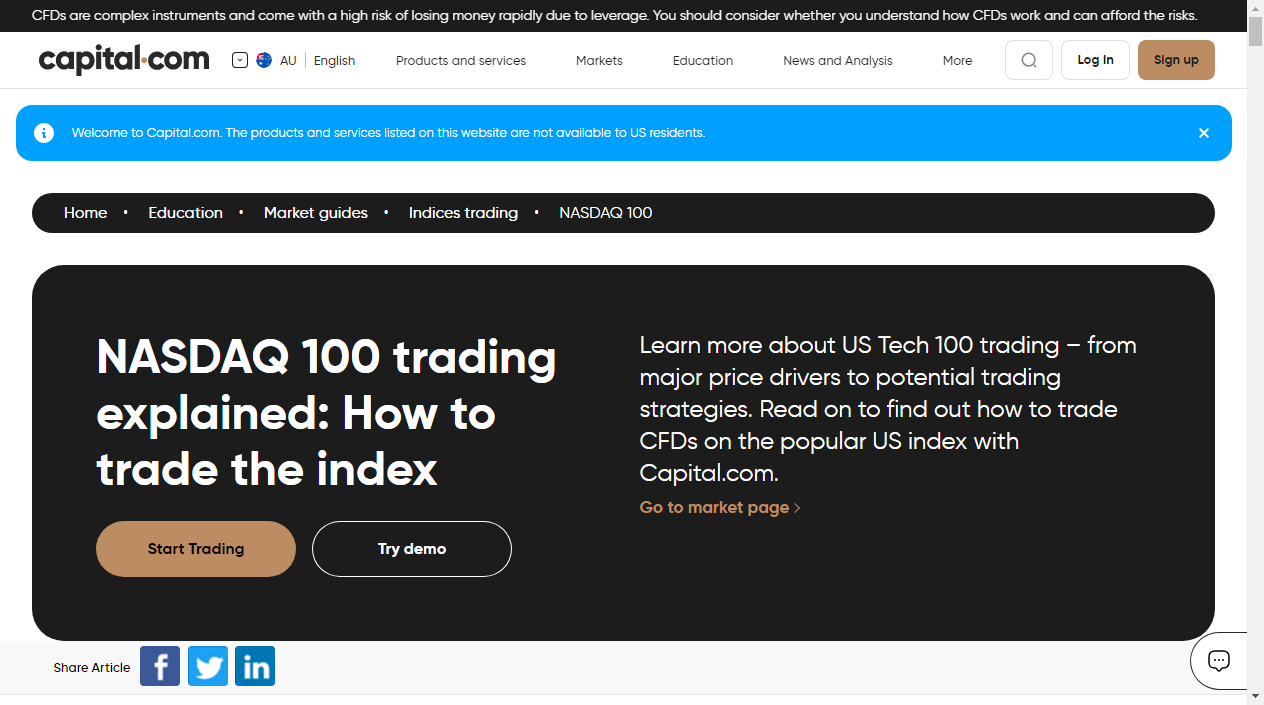 CFDs are complex instruments and come with a high risk of losing money rapidly due to leverage. You should consider whether you understand how CFDs work and can afford the risks.
capital.com AU English Products and services Markets Education News and Analysis More Log In Sign up
Welcome to Capital.com. The products and services listed on this website are not available to US residents.
Home • Education • Market guides • Indices trading • NASDAQ 100
NASDAQ 100 trading
explained: How to
trade the index
Start Trading Try demo
Learn more about US Tech 100 trading – from
major price drivers to potential trading
strategies. Read on to find out how to trade
CFDs on the popular US index with
Capital.com.
Go to market page
Share Article